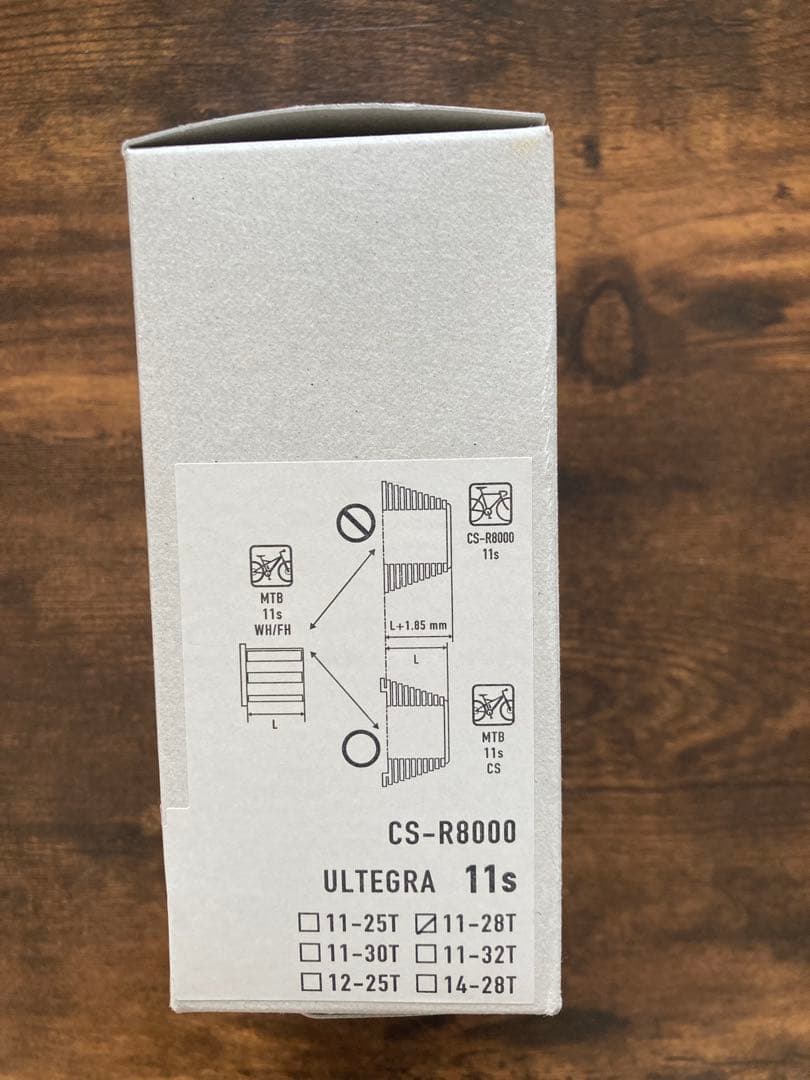 CS-R8000
11s
MTB
11s
WH/FH
L+1.85 mm
L
L
MTB
11s
CS
CS-R8000
ULTEGRA 11s
11-25T 11-28T
11-30T 11-32T
12-25T 14-28T